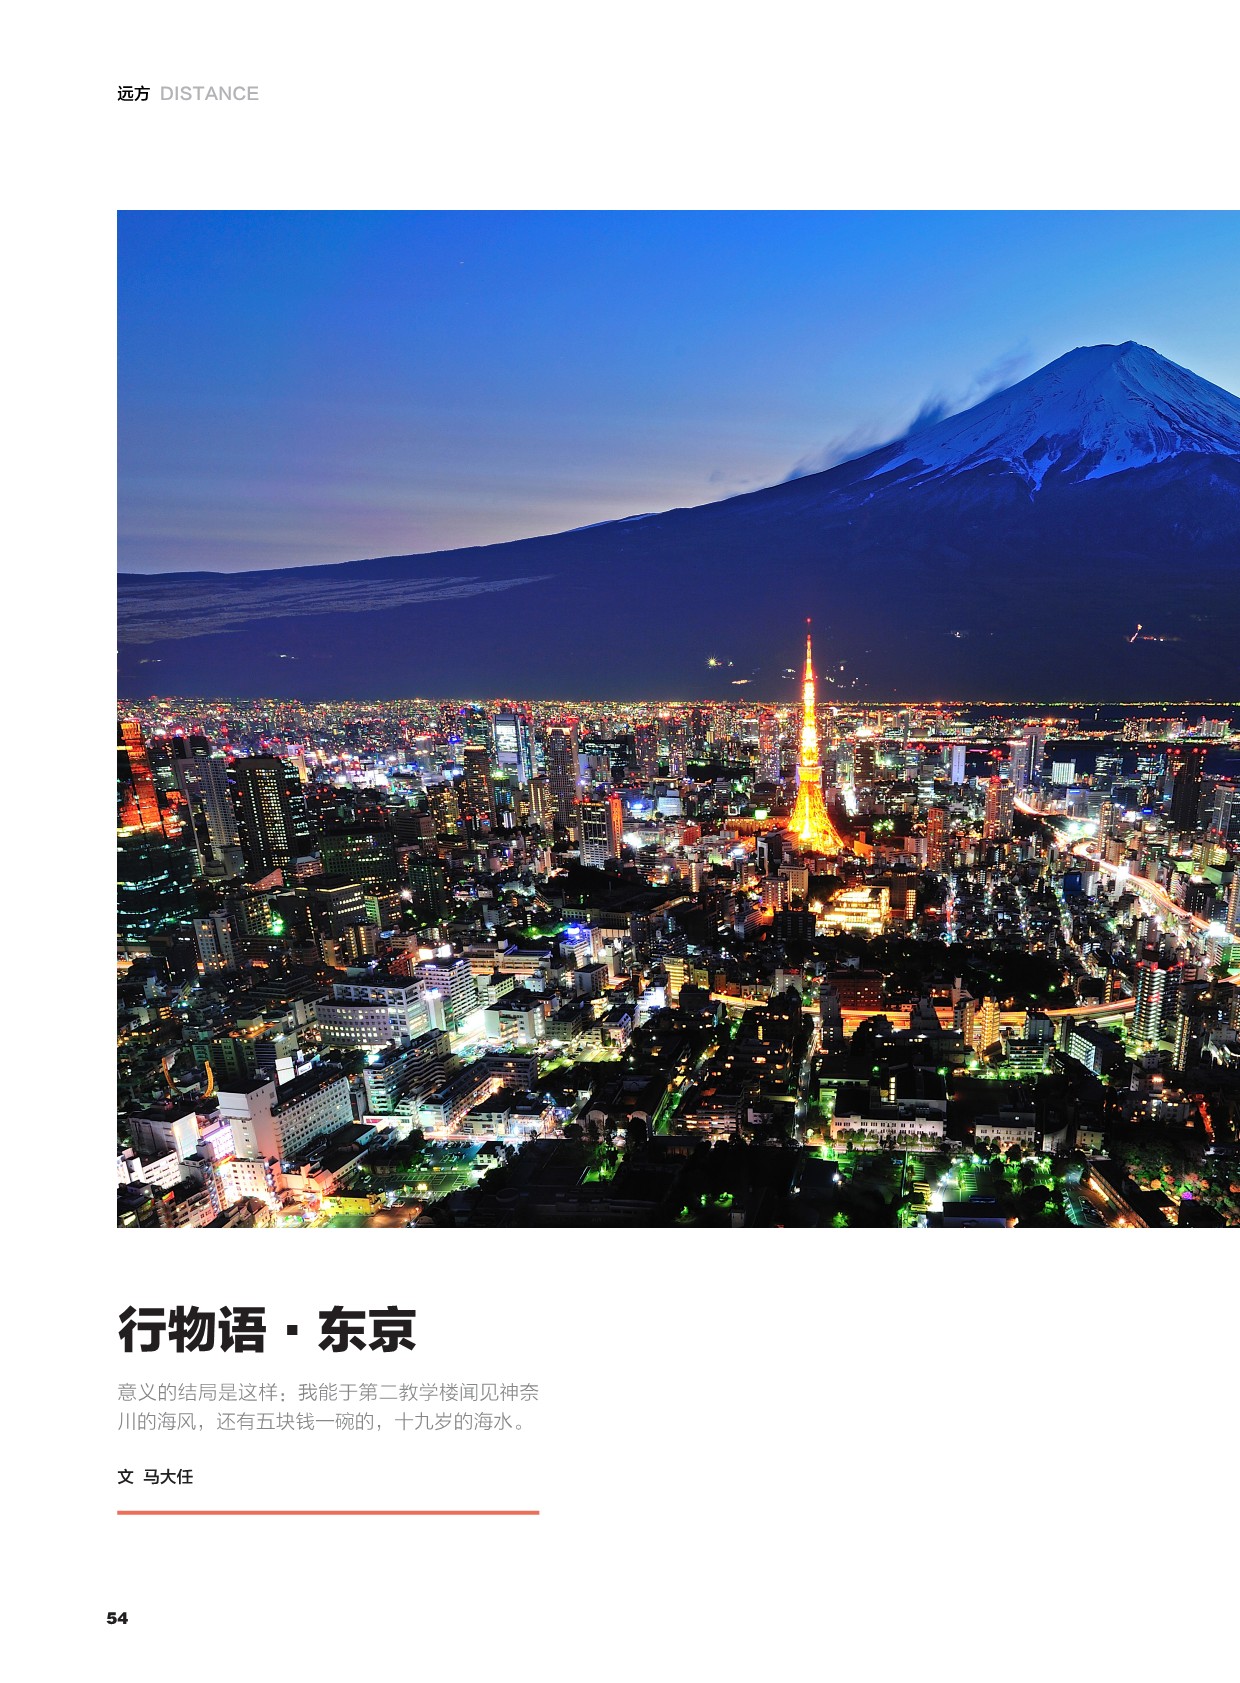 远方 DISTANCE
行物语·东京
意义的结局是这样：我能于第二教学楼闻见神奈
川的海风，还有五块钱一碗的，十九岁的海水。
文 马大任
54